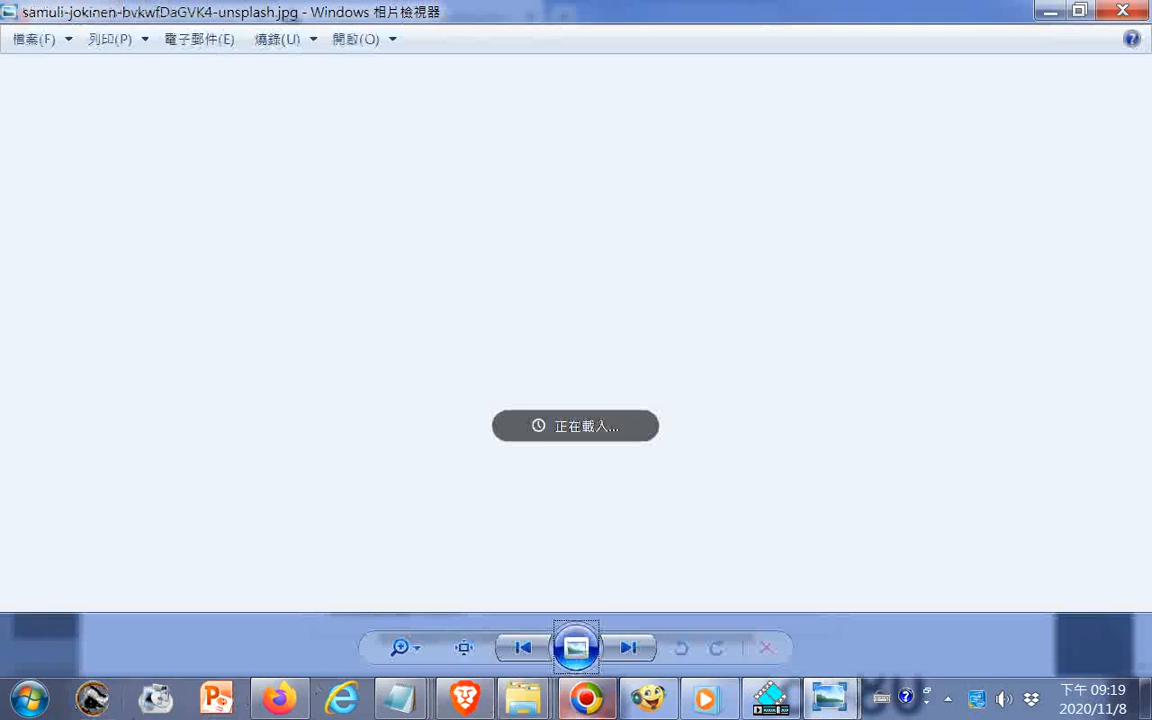 samuli-jokinen-bvkwfDaGVK4-unsplash.jpg - Windows 相片檢視器
檔案(F) 列印(P) 電子郵件(E) 燒錄(U) 開啟(O)
正在載入...
下午 09:19
2020/11/8